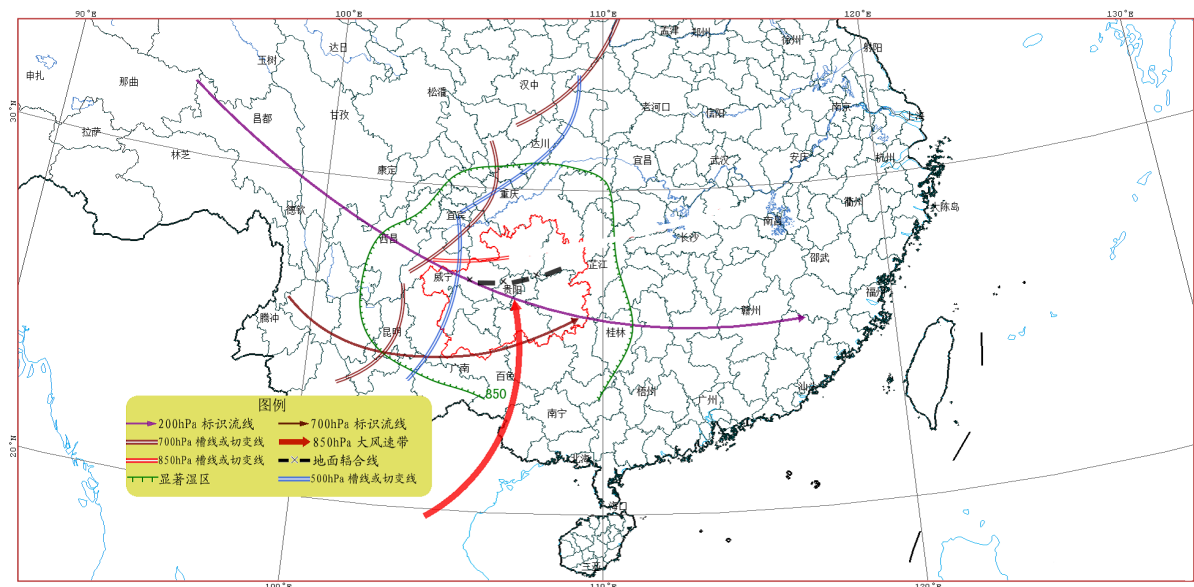 90°E
100°E
110°E
120°E
130°E
孟津
郑州
徐州
射阳
达日
玉树
申扎
那曲
松潘
汉中
30°N
昌都
甘孜
老河口
信阳
南京
上海
拉萨
林芝
达川
康定
宜昌
武汉
安庆
杭州
重庆
德钦
宜宾
衢州
大陈岛
西昌
南昌
长沙
芷江
邵武
威宁
贵阳
福州
腾冲
昆明
桂林
赣州
广南
百色
850
梧州
汕头
广州
南宁
20°N
北海
海口
三亚
图例
200hPa 标识流线
700hPa 标识流线
700hPa 槽线或切变线
850hPa 大风速带
850hPa 槽线或切变线
地面辐合线
显著湿区
500hPa 槽线或切变线
100°E
110°E
120°E